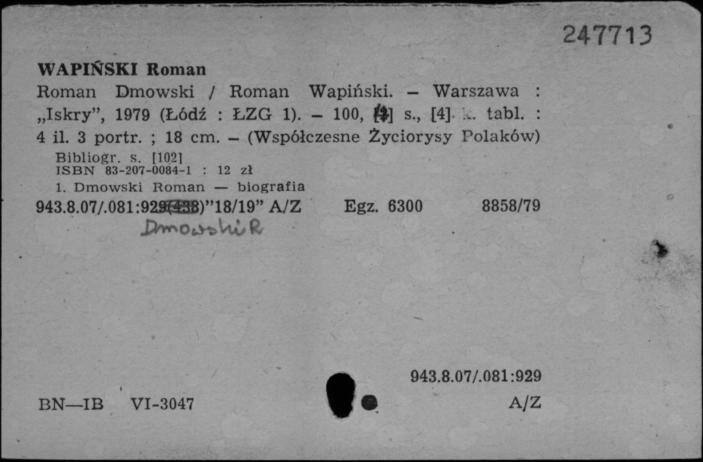 247713
WAPIŃSKI Roman
Roman Dmowski / Roman Wapiński. — Warszawa :
„Iskry”, 1979 (Łódź : ŁZG 1). — 100, [4] s., [4] k. tabl. :
4 il. 3 portr. ; 18 cm. — (Współczesne Życiorysy Polaków)
Bibliogr. s. [102]
ISBN 83-207-0084-1 : 12 zł
1. Dmowski Roman — biografia
943.8.07/.081:929(438)”18/19” A/Z Egz. 6300 8858/79
Dmowski R
943.8.07/.081:929
BN—IB VI-3047 A/Z